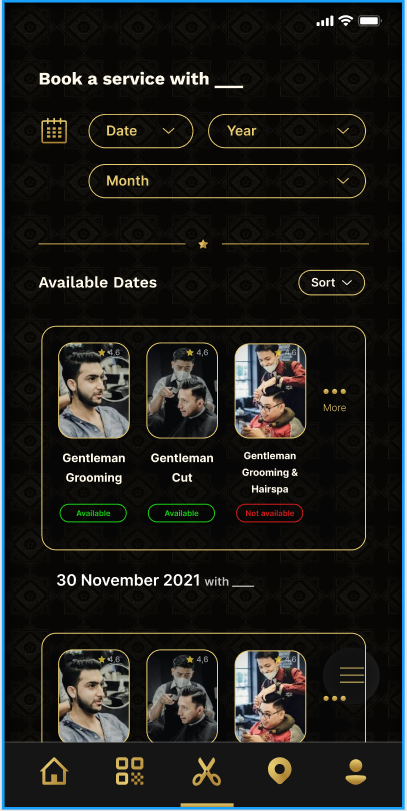 Book a service with ___
Date
Year
Month
Available Dates
Sort
4,6
4,6
4,6
More
Gentleman
Grooming
Gentleman
Cut
Gentleman
Grooming &
Hairspa
Available
Available
Not available
30 November 2021 with ___
4,6
4,6
4,6